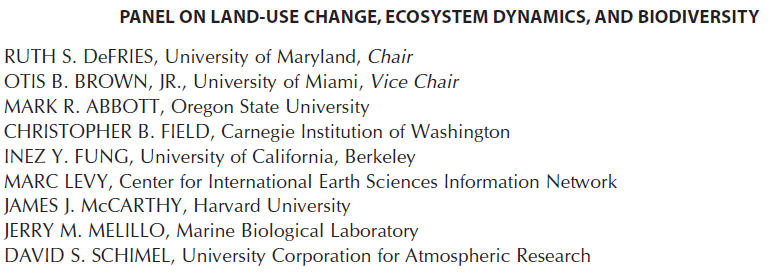 PANEL ON LAND-USE CHANGE, ECOSYSTEM DYNAMICS, AND BIODIVERSITY
RUTH S. DeFRIES, University of Maryland, Chair
OTIS B. BROWN, JR., University of Miami, Vice Chair
MARK R. ABBOTT, Oregon State University
CHRISTOPHER B. FIELD, Carnegie Institution of Washington
INEZ Y. FUNG, University of California, Berkeley
MARC LEVY, Center for International Earth Sciences Information Network
JAMES J. McCARTHY, Harvard University
JERRY M. MELILLO, Marine Biological Laboratory
DAVID S. SCHIMEL, University Corporation for Atmospheric Research